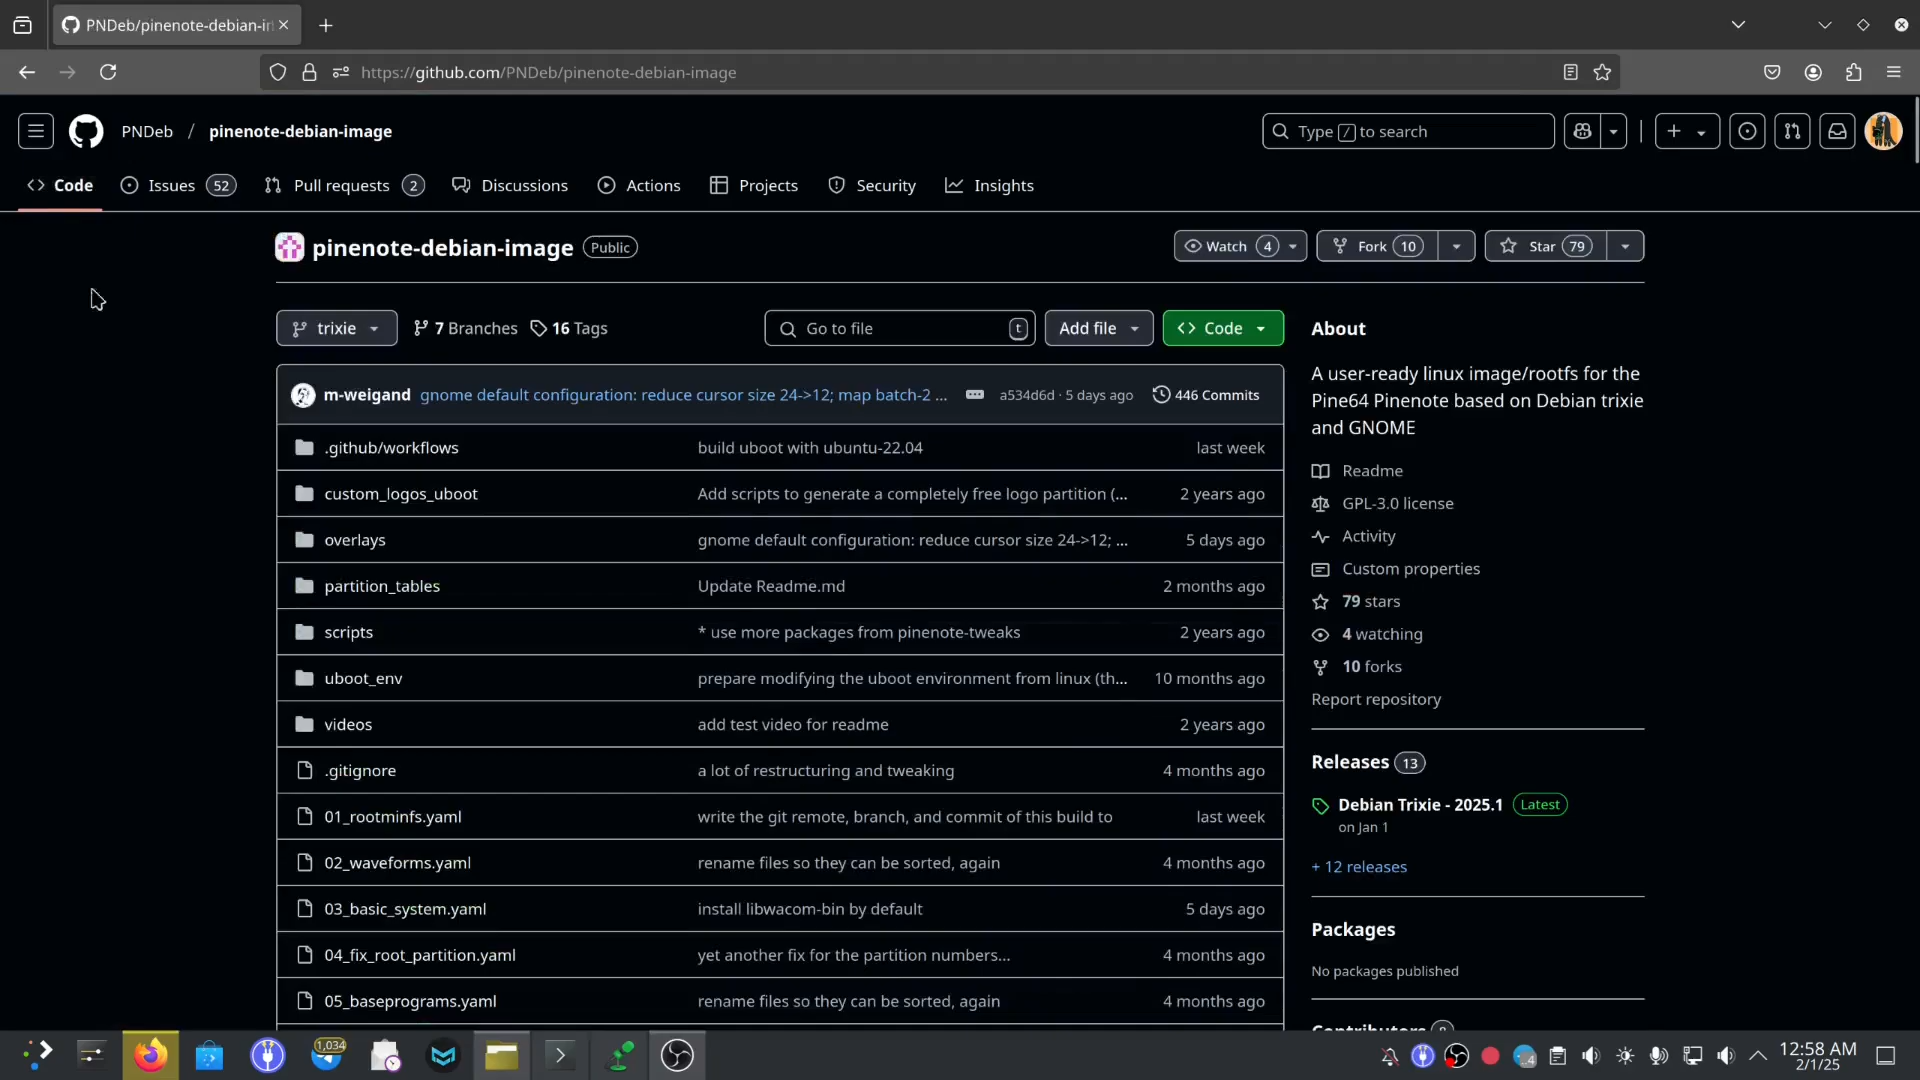 PNDeb/pinenote-debian-i
https://github.com/PNDeb/pinenote-debian-image
PNDeb / pinenote-debian-image
Type / to search
Code
Issues 52
Pull requests 2
Discussions
Actions
Projects
Security
Insights
pinenote-debian-image Public
Watch 4
Fork 10
Star 79
trixie
7 Branches
16 Tags
Go to file t
Add file
Code
m-weigand gnome default configuration: reduce cursor size 24->12; map batch-2 ... a534d6d · 5 days ago 446 Commits
.github/workflows build uboot with ubuntu-22.04 last week
custom_logos_uboot Add scripts to generate a completely free logo partition (... 2 years ago
overlays gnome default configuration: reduce cursor size 24->12; ... 5 days ago
partition_tables Update Readme.md 2 months ago
scripts * use more packages from pinenote-tweaks 2 years ago
uboot_env prepare modifying the uboot environment from linux (th... 10 months ago
videos add test video for readme 2 years ago
.gitignore a lot of restructuring and tweaking 4 months ago
01_rootminfs.yaml write the git remote, branch, and commit of this build to last week
02_waveforms.yaml rename files so they can be sorted, again 4 months ago
03_basic_system.yaml install libwacom-bin by default 5 days ago
04_fix_root_partition.yaml yet another fix for the partition numbers... 4 months ago
05_baseprograms.yaml rename files so they can be sorted, again 4 months ago
About
A user-ready linux image/rootfs for the
Pine64 Pinenote based on Debian trixie
and GNOME
Readme
GPL-3.0 license
Activity
Custom properties
79 stars
4 watching
10 forks
Report repository
Releases 13
Debian Trixie - 2025.1 Latest
on Jan 1
+ 12 releases
Packages
No packages published
Contributors
1,034
4
12:58 AM
2/1/25